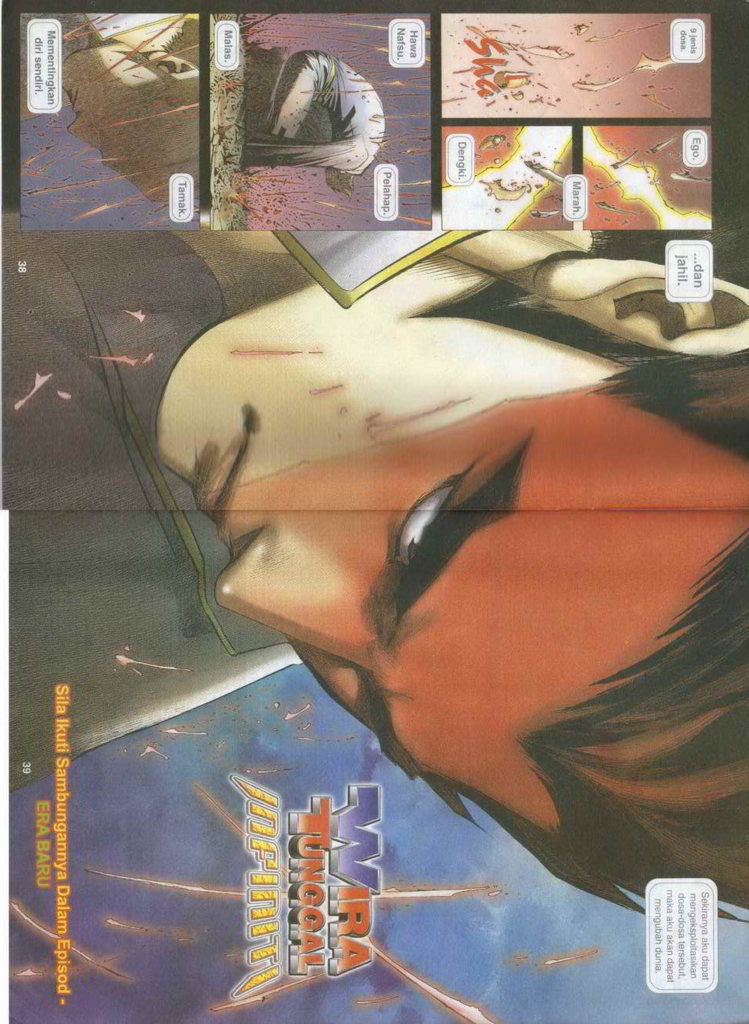 9 jenis
dosa.
Sha
Ego.
Marah.
Dengki.
Hawa
Nafsu.
Pelahap.
Malas.
Tamak.
Mementingkan
diri sendiri.
...dan
jahil.
Sekiranya aku dapat
mengeksploitasikan
dosa-dosa tersebut,
maka aku akan dapat
mengubah dunia.
WIRA
TUNGGAL
INFINITI
Sila Ikuti Sambungannya Dalam Episod -
ERA BARU
38
39